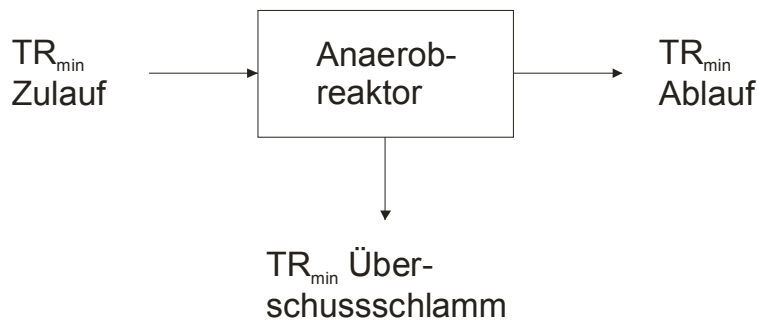 TRmin
Zulauf
Anaerob-
reaktor
TRmin
Ablauf
TRmin Über-
schussschlamm